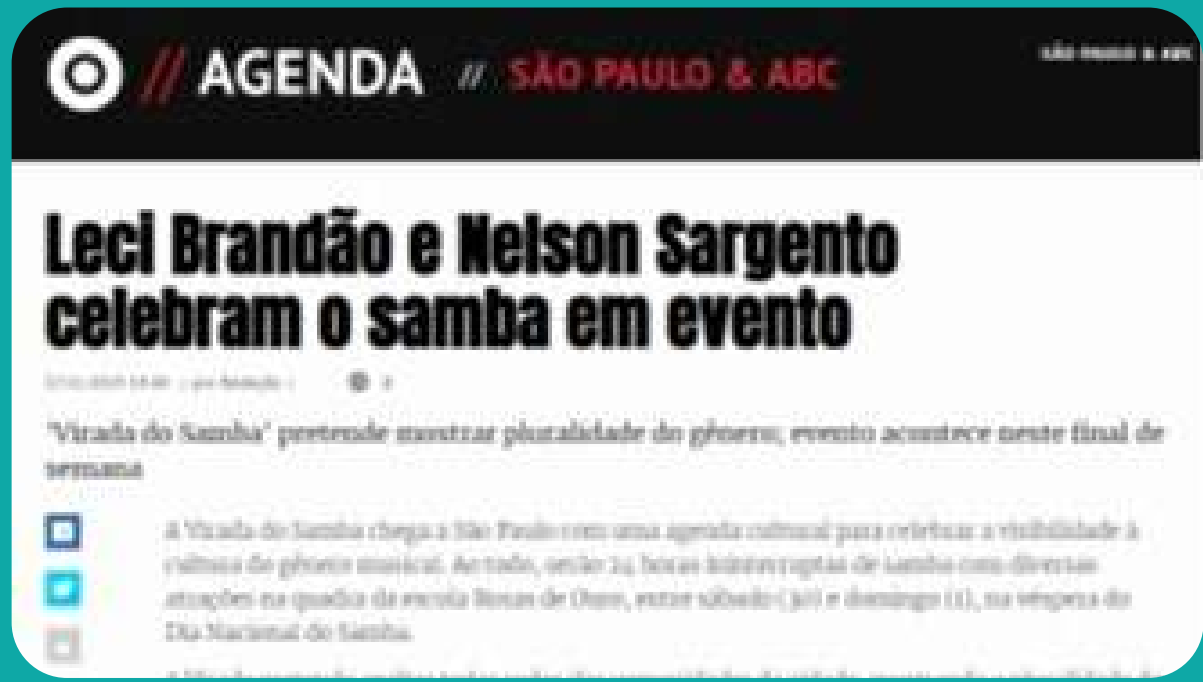 // AGENDA // SÃO PAULO & ABC
SÃO PAULO & ABC
Leci Brandão e Nelson Sargento
celebram o samba em evento
"Virada do Samba" pretende mostrar pluralidade do gênero; evento acontece neste final de
semana
A Virada do Samba chega a São Paulo com uma agenda cultural para celebrar a visibilidade à
cultura do gênero musical. Ao todo, serão 24 horas ininterruptas de samba com diversas
atrações na quadra da escola Rosas de Ouro, entre sábado (30) e domingo (1), na véspera do
Dia Nacional do Samba.